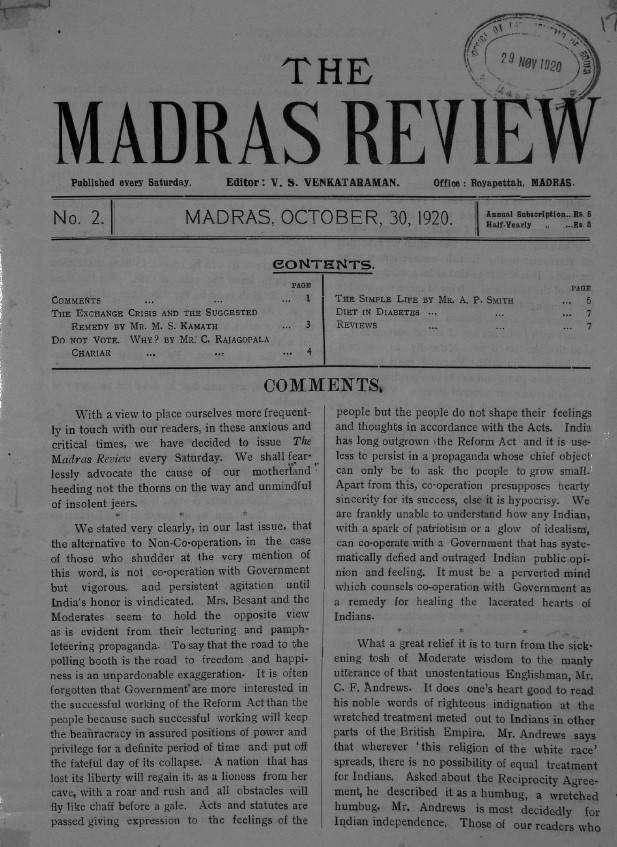 17
29 NOV 1920
THE
MADRAS REVIEW
Published every Saturday. Editor: V. S. VENKATARAMAN. Office: Royapettah, MADRAS.
No. 2. MADRAS, OCTOBER, 30, 1920. Annual Subscription.. Rs. 5
Half-Yearly „ ...Rs. 3
CONTENTS.
PAGE
COMMENTS ... ... ... 1
THE EXCHANGE CRISIS AND THE SUGGESTED
REMEDY BY MR. M. S. KAMATH ... 3
DO NOT VOTE. WHY? BY MR. C. RAJAGOPALA
CHARIAR ... ... ... 4
PAGE
THE SIMPLE LIFE BY MR. A. P. SMITH ... 6
DIET IN DIABETES ... ... ... 7
REVIEWS ... ... ... 7
COMMENTS.
With a view to place ourselves more frequent-
ly in touch with our readers, in these anxious and
critical times, we have decided to issue The
Madras Review every Saturday. We shall fear-
lessly advocate the cause of our motherland
heeding not the thorns on the way and unmindful
of insolent jeers.
* * *
We stated very clearly, in our last issue, that
the alternative to Non-Co-operation, in the case
of those who shudder at the very mention of
this word, is not co-operation with Government
but vigorous, and persistent agitation until
India's honor is vindicated. Mrs. Besant and the
Moderates seem to hold the opposite view
as is evident from their lecturing and pamph-
leteering propaganda. To say that the road to the
polling booth is the road to freedom and happi-
ness is an unpardonable exaggeration. It is often
forgotten that Government are more interested in
the successful working of the Reform Act than the
people because such successful working will keep
the beauracracy in assured positions of power and
privilege for a definite period of time and put off
the fateful day of its collapse. A nation that has
lost its liberty will regain it, as a lioness from her
cave, with a roar and rush and all obstacles will
fly like chaff before a gale. Acts and statutes are
passed giving expression to the feelings of the
people but the people do not shape their feelings
and thoughts in accordance with the Acts. India
has long outgrown the Reform Act and it is use-
less to persist in a propaganda whose chief object
can only be to ask the people to grow small.
Apart from this, co-operation presupposes hearty
sincerity for its success, else it is hypocrisy. We
are frankly unable to understand how any Indian,
with a spark of patriotism or a glow of idealism,
can co-operate with a Government that has syste-
matically defied and outraged Indian public opi-
nion and feeling. It must be a perverted mind
which counsels co-operation with Government as
a remedy for healing the lacerated hearts of
Indians.
* * *
What a great relief it is to turn from the sick-
ening tosh of Moderate wisdom to the manly
utterance of that unostentatious Englishman, Mr.
C. F. Andrews. It does one's heart good to read
his noble words of righteous indignation at the
wretched treatment meted out to Indians in other
parts of the British Empire. Mr. Andrews says
that wherever 'this religion of the white race'
spreads, there is no possibility of equal treatment
for Indians. Asked about the Reciprocity Agree-
ment, he described it as a humbug, a wretched
humbug. Mr. Andrews is most decidedly for
Indian independence. Those of our readers who